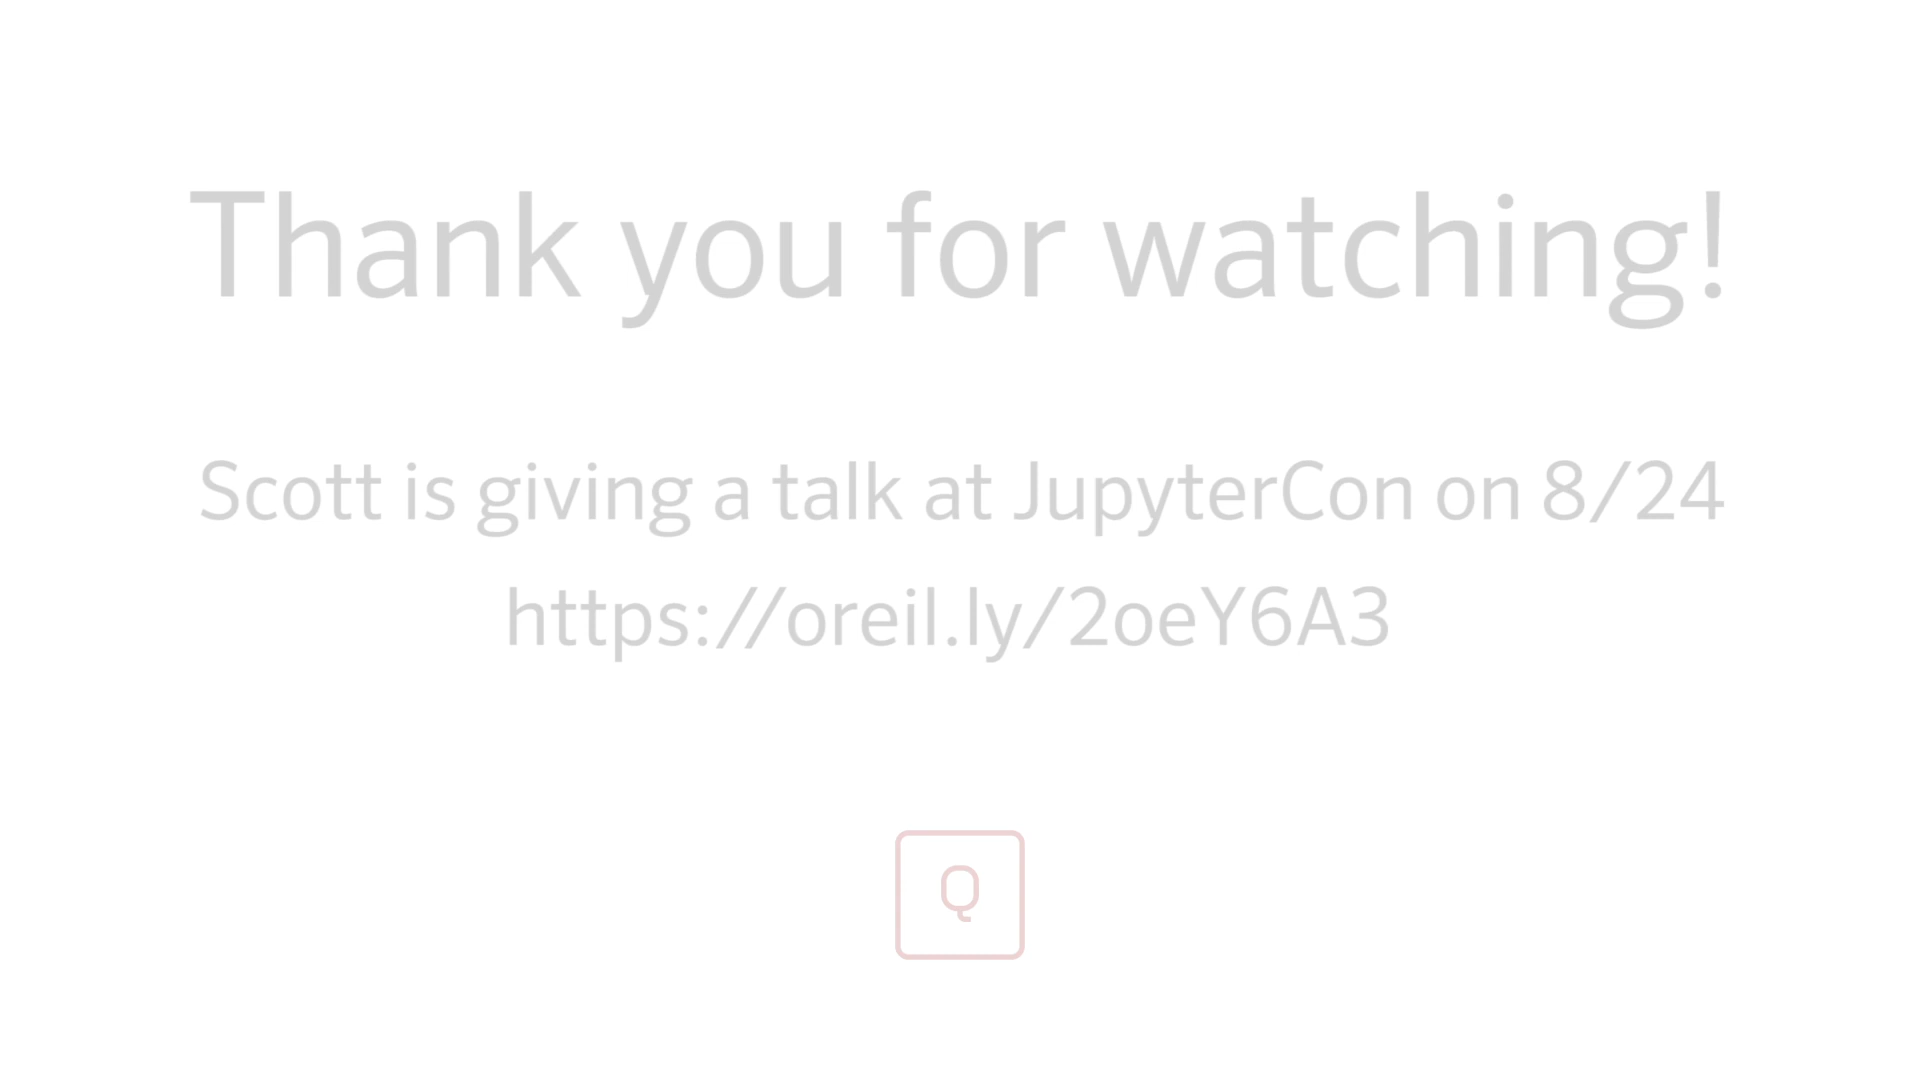 Thank you for watching!
Scott is giving a talk at JupyterCon on 8/24
https://oreil.ly/2oeY6A3
Q